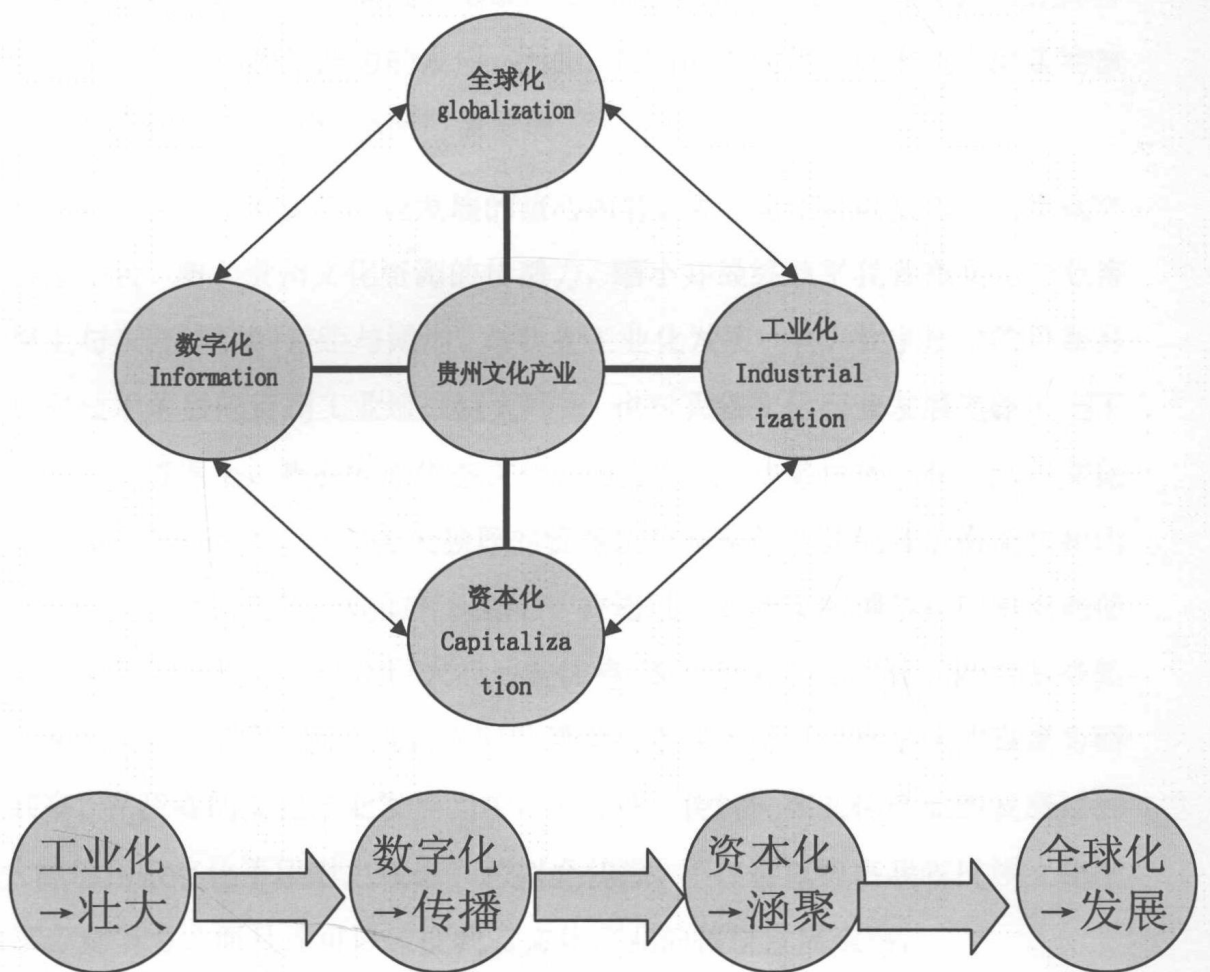 全球化
globalization
数字化
Information
贵州文化产业
工业化
Industrial
ization
资本化
Capitaliza
tion
工业化
→壮大
数字化
→传播
资本化
→涵聚
全球化
→发展